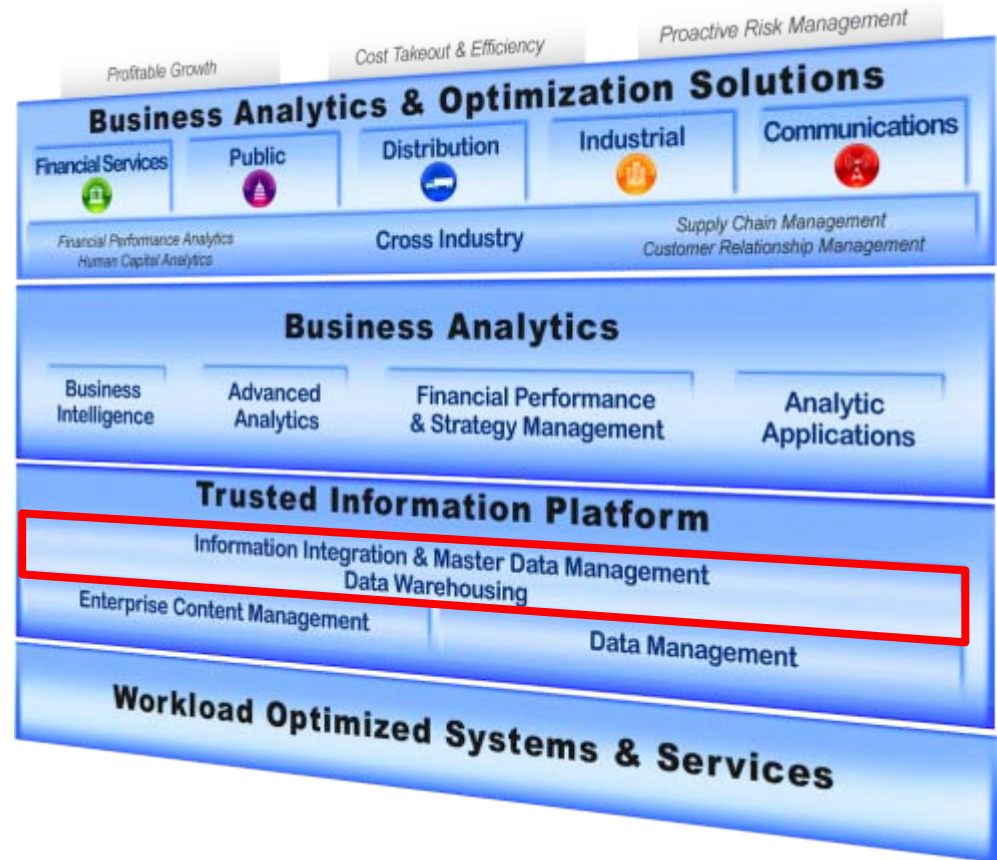 Profitable Growth
Cost Takeout & Efficiency
Proactive Risk Management
Business Analytics & Optimization Solutions
Financial Services
Public
Distribution
Industrial
Communications
Financial Performance Analytics
Human Capital Analytics
Cross Industry
Supply Chain Management
Customer Relationship Management
Business Analytics
Business
Intelligence
Advanced
Analytics
Financial Performance
& Strategy Management
Analytic
Applications
Trusted Information Platform
Information Integration & Master Data Management
Data Warehousing
Enterprise Content Management
Data Management
Workload Optimized Systems & Services